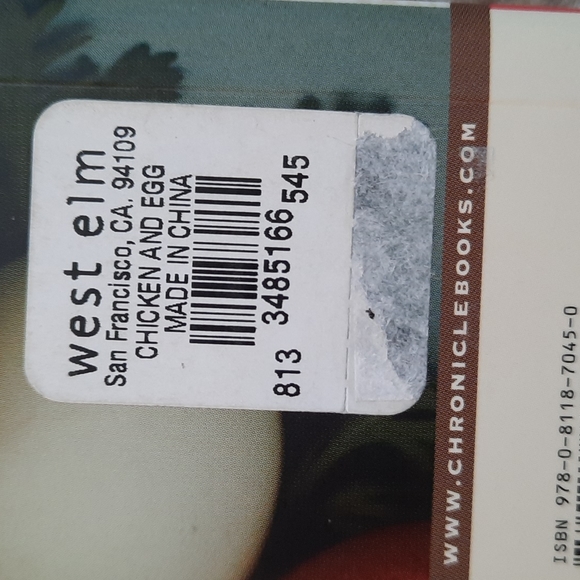 west elm
San Francisco, CA. 94109
CHICKEN AND EGG
MADE IN CHINA
813 3485166 545
WWW.CHRONICLEBOOKS.COM
ISBN 978-0-8118-7045-0